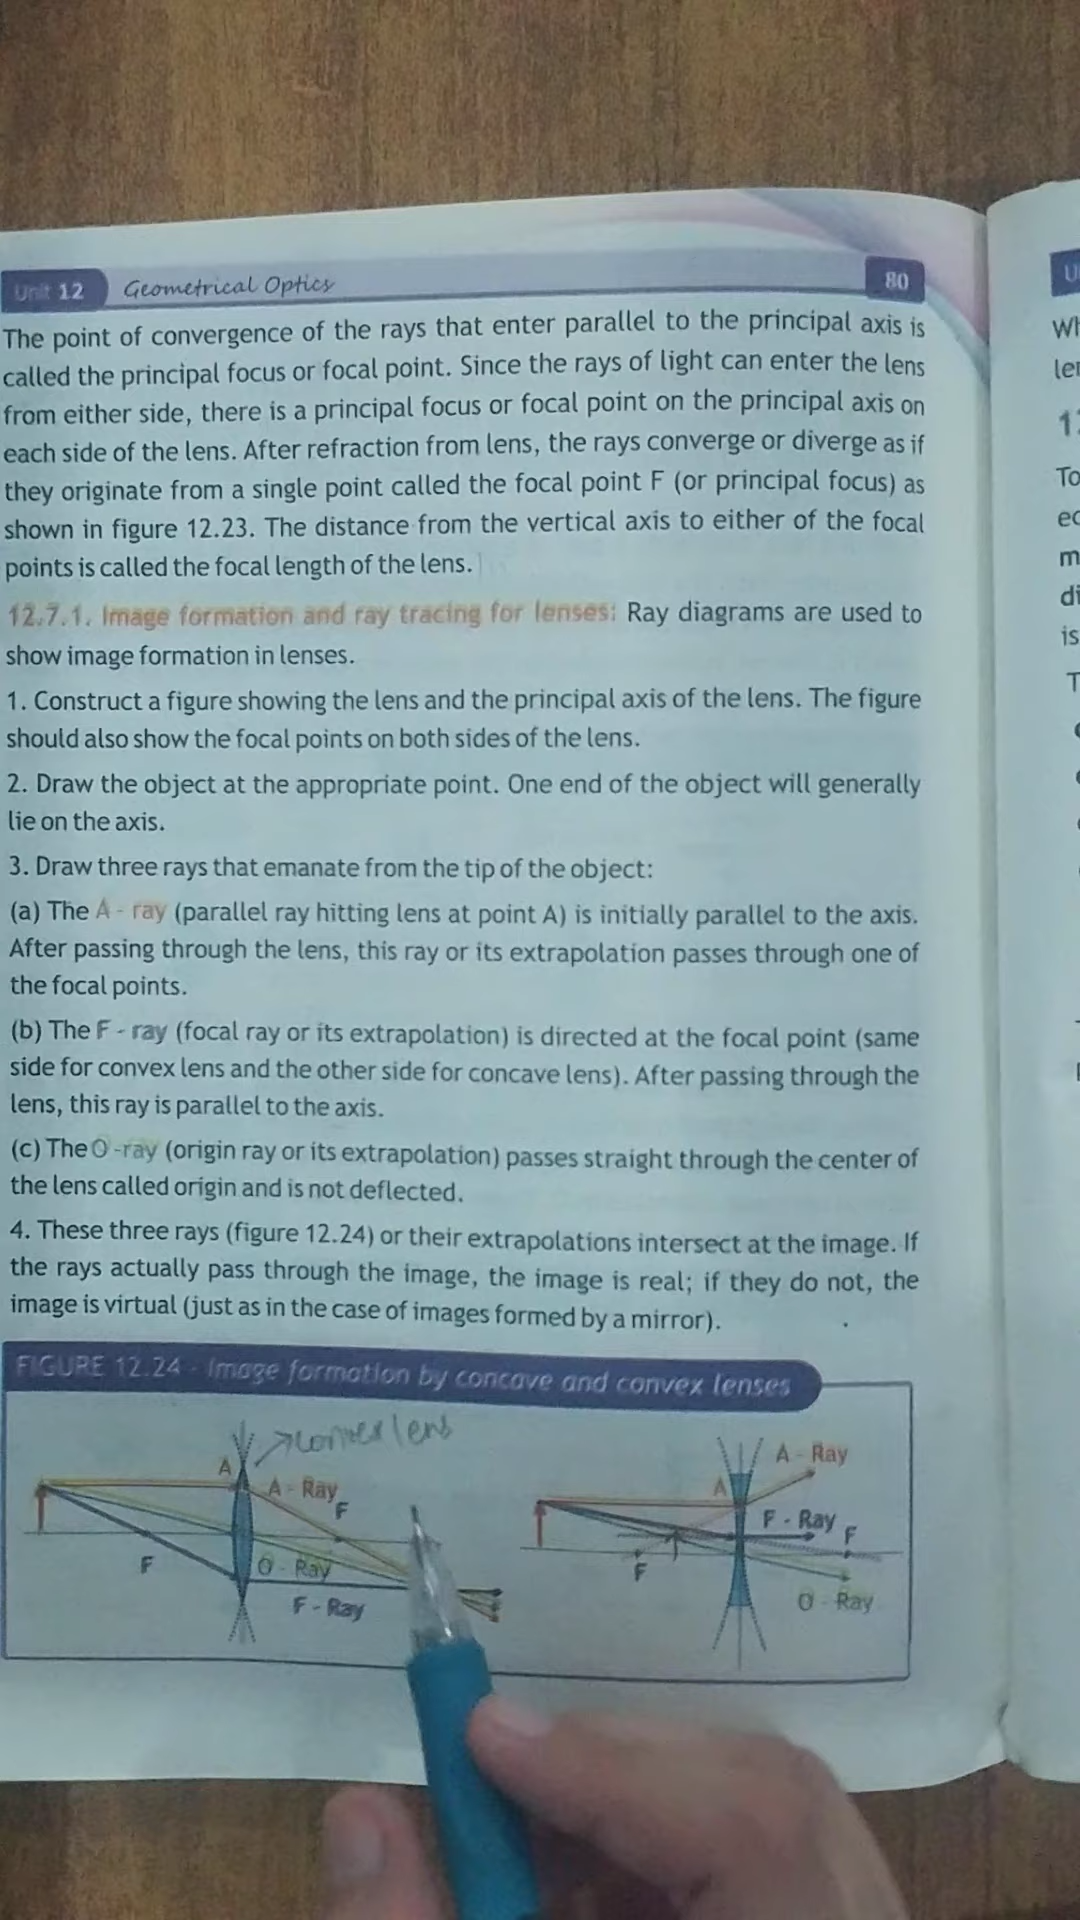 Unit 12 Geometrical Optics 80
The point of convergence of the rays that enter parallel to the principal axis is
called the principal focus or focal point. Since the rays of light can enter the lens
from either side, there is a principal focus or focal point on the principal axis on
each side of the lens. After refraction from lens, the rays converge or diverge as if
they originate from a single point called the focal point F (or principal focus) as
shown in figure 12.23. The distance from the vertical axis to either of the focal
points is called the focal length of the lens.
12.7.1. Image formation and ray tracing for lenses: Ray diagrams are used to
show image formation in lenses.
1. Construct a figure showing the lens and the principal axis of the lens. The figure
should also show the focal points on both sides of the lens.
2. Draw the object at the appropriate point. One end of the object will generally
lie on the axis.
3. Draw three rays that emanate from the tip of the object:
(a) The A - ray (parallel ray hitting lens at point A) is initially parallel to the axis.
After passing through the lens, this ray or its extrapolation passes through one of
the focal points.
(b) The F - ray (focal ray or its extrapolation) is directed at the focal point (same
side for convex lens and the other side for concave lens). After passing through the
lens, this ray is parallel to the axis.
(c) The O -ray (origin ray or its extrapolation) passes straight through the center of
the lens called origin and is not deflected.
4. These three rays (figure 12.24) or their extrapolations intersect at the image. If
the rays actually pass through the image, the image is real; if they do not, the
image is virtual (just as in the case of images formed by a mirror).
FIGURE 12.24 - Image formation by concave and convex lenses
convex lens
A
A - Ray
F
F
O - Ray
F - Ray
A - Ray
A
F - Ray
F
F
O - Ray
To
is